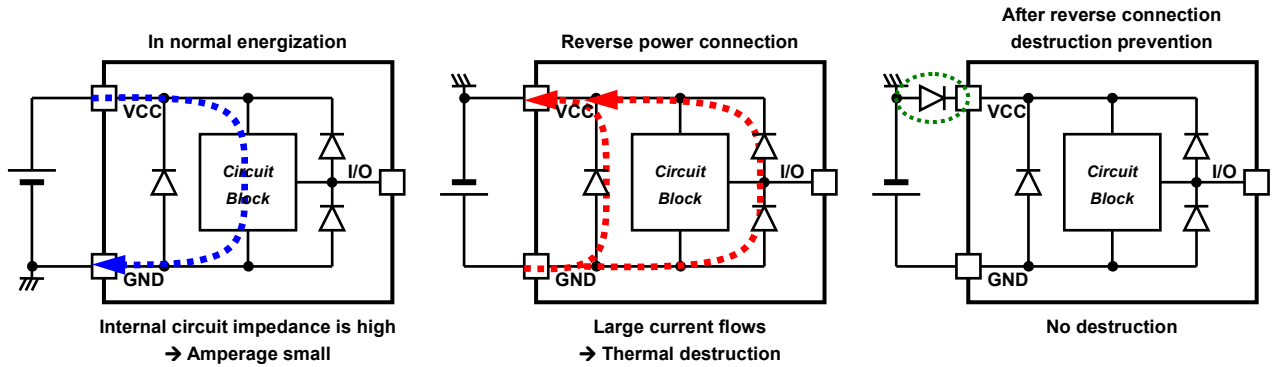 In normal energization
VCC
Circuit
Block
I/O
GND
Internal circuit impedance is high
→ Amperage small
Reverse power connection
VCC
Circuit
Block
I/O
GND
Large current flows
→ Thermal destruction
After reverse connection
destruction prevention
VCC
Circuit
Block
I/O
GND
No destruction